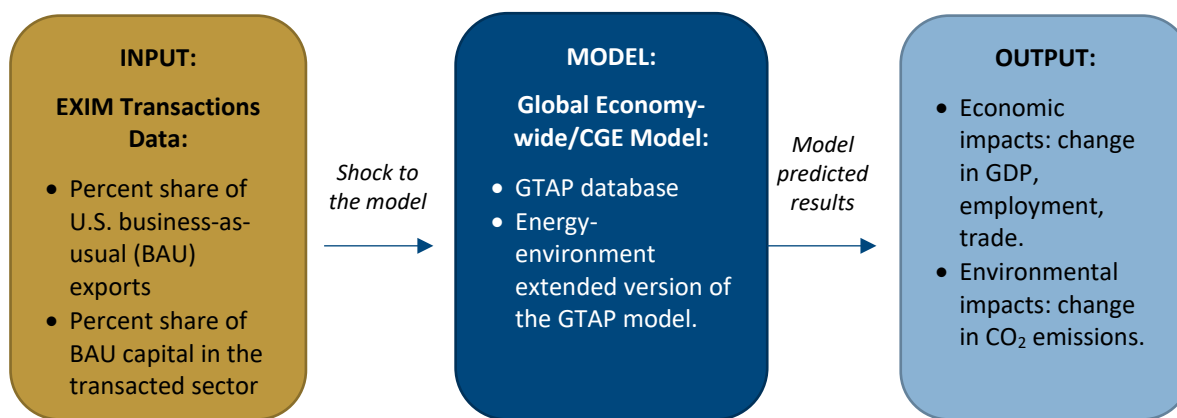 INPUT:
EXIM Transactions
Data:
• Percent share of
U.S. business-as-
usual (BAU)
exports
• Percent share of
BAU capital in the
transacted sector
Shock to
the model
MODEL:
Global Economy-
wide/CGE Model:
• GTAP database
• Energy-
environment
extended version of
the GTAP model.
Model
predicted
results
OUTPUT:
• Economic
impacts: change
in GDP,
employment,
trade.
• Environmental
impacts: change
in CO₂ emissions.